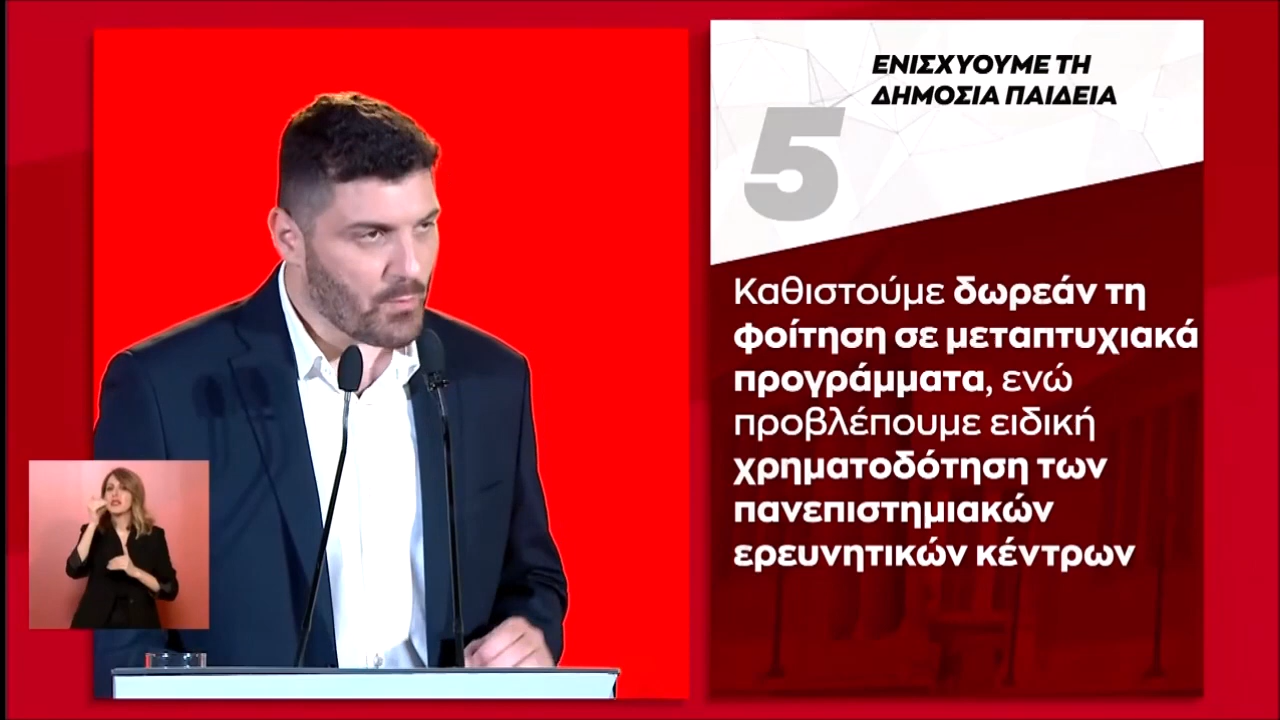 ΕΝΙΣΧΥΟΥΜΕ ΤΗ
ΔΗΜΟΣΙΑ ΠΑΙΔΕΙΑ
5
Καθιστούμε δωρεάν τη
φοίτηση σε μεταπτυχιακά
προγράμματα, ενώ
προβλέπουμε ειδική
χρηματοδότηση των
πανεπιστημιακών
ερευνητικών κέντρων